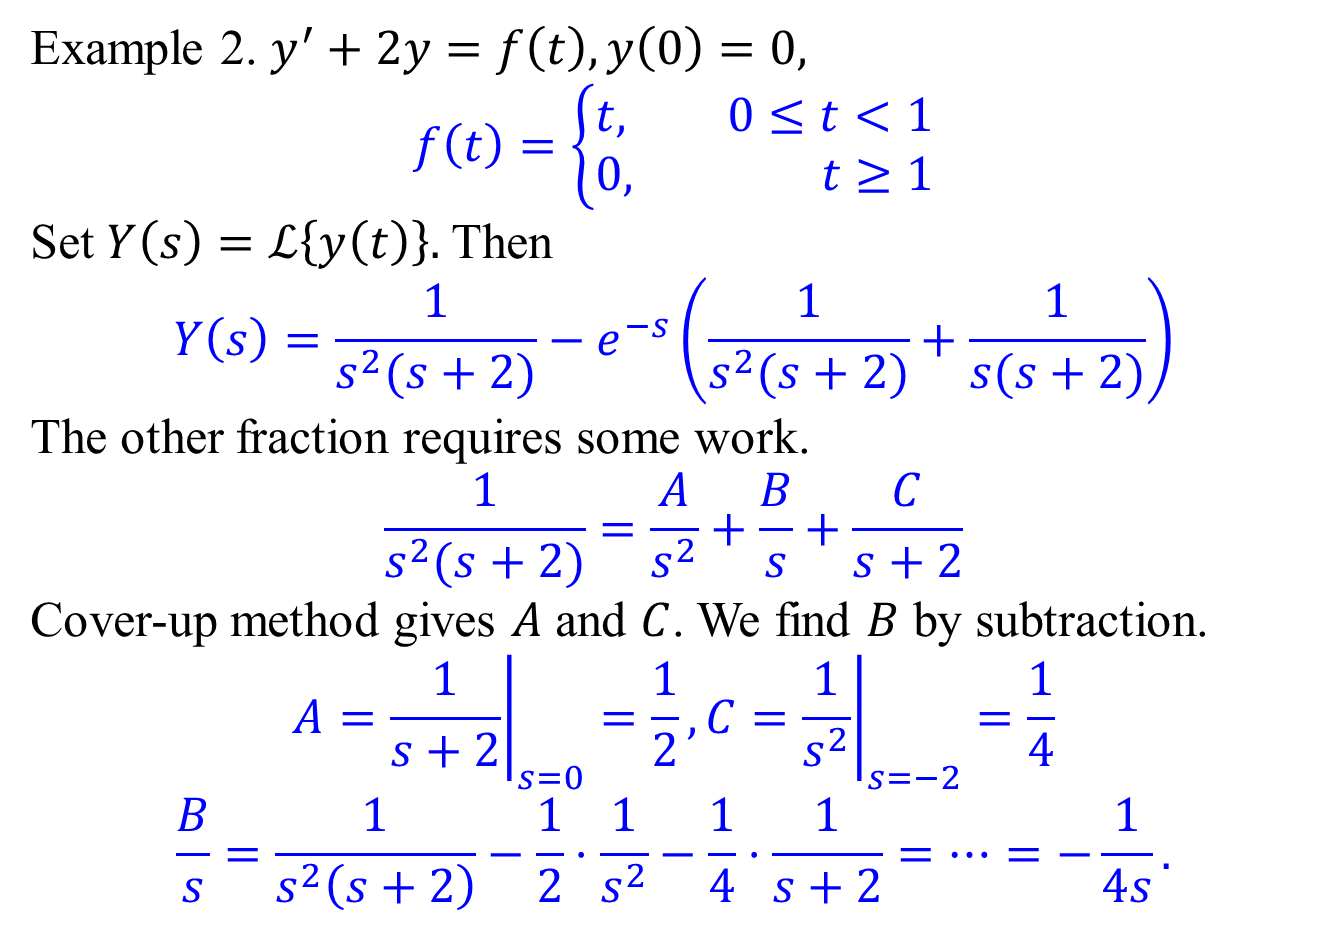 Example 2. y′ + 2y = f(t), y(0) = 0,
f(t) = { t, 0 ≤ t < 1
0, t ≥ 1
Set Y(s) = ℒ{y(t)}. Then
Y(s) = 1/(s²(s + 2)) − e⁻ˢ (1/(s²(s + 2)) + 1/(s(s + 2)))
The other fraction requires some work.
1/(s²(s + 2)) = A/s² + B/s + C/(s + 2)
Cover-up method gives A and C. We find B by subtraction.
A = 1/(s + 2)|ₛ₌₀ = 1/2, C = 1/s²|ₛ₌₋₂ = 1/4
B/s = 1/(s²(s + 2)) − 1/2 · 1/s² − 1/4 · 1/(s + 2) = ⋯ = − 1/(4s).